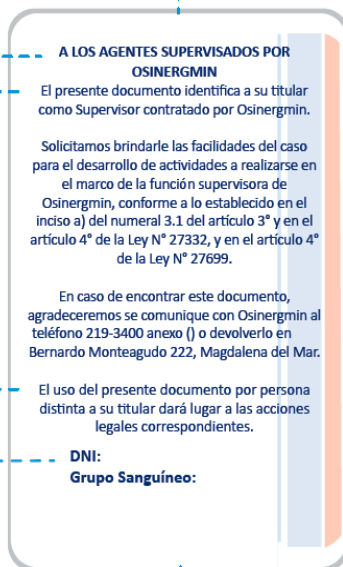 A LOS AGENTES SUPERVISADOS POR
OSINERGMIN
El presente documento identifica a su titular
como Supervisor contratado por Osinergmin.
Solicitamos brindarle las facilidades del caso
para el desarrollo de actividades a realizarse en
el marco de la función supervisora de
Osinergmin, conforme a lo establecido en el
inciso a) del numeral 3.1 del artículo 3° y en el
artículo 4° de la Ley N° 27332, y en el artículo 4°
de la Ley N° 27699.
En caso de encontrar este documento,
agradeceremos se comunique con Osinergmin al
teléfono 219-3400 anexo () o devolverlo en
Bernardo Monteagudo 222, Magdalena del Mar.
El uso del presente documento por persona
distinta a su titular dará lugar a las acciones
legales correspondientes.
DNI:
Grupo Sanguíneo: